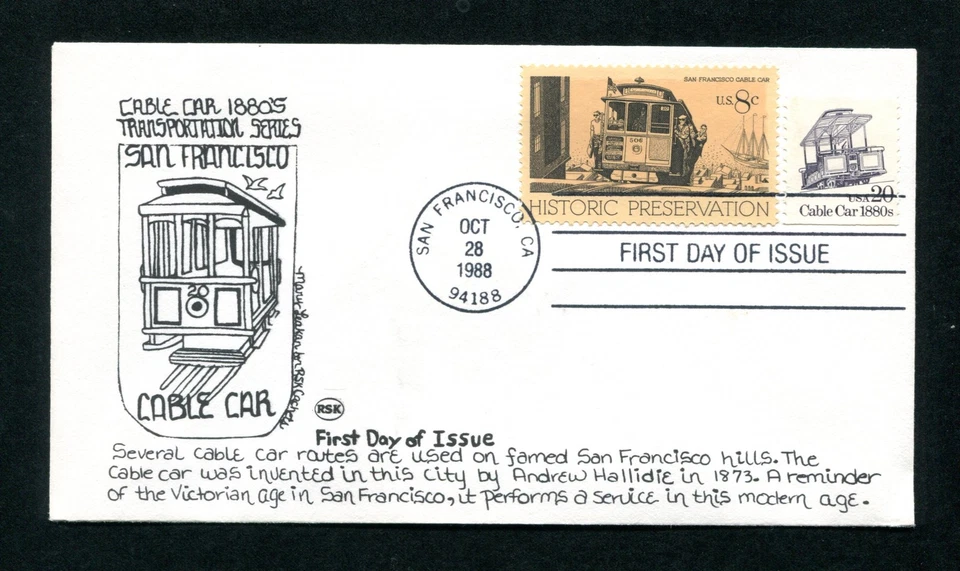 CABLE CAR 1880'S
TRANSPORTATION SERIES
SAN FRANCISCO
20
CABLE CAR
for RSK Cachets
RSK
SAN FRANCISCO CABLE CAR
U.S. 8c
506
HISTORIC PRESERVATION
USA 20
Cable Car 1880s
SAN FRANCISCO, CA
OCT
28
1988
94188
FIRST DAY OF ISSUE
First Day of Issue
Several cable car routes are used on famed San Francisco hills. The
cable car was invented in this city by Andrew Hallidie in 1873. A reminder
of the Victorian age in San Francisco, it performs a service in this modern age.